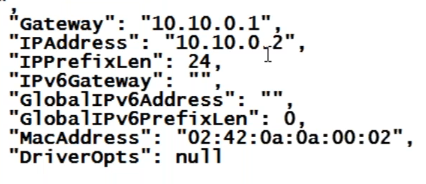 ",
"Gateway": "10.10.0.1",
"IPAddress": "10.10.0.2",
"IPPrefixLen": 24,
"IPv6Gateway": "",
"GlobalIPv6Address": "",
"GlobalIPv6PrefixLen": 0,
"MacAddress": "02:42:0a:0a:00:02",
"DriverOpts": null